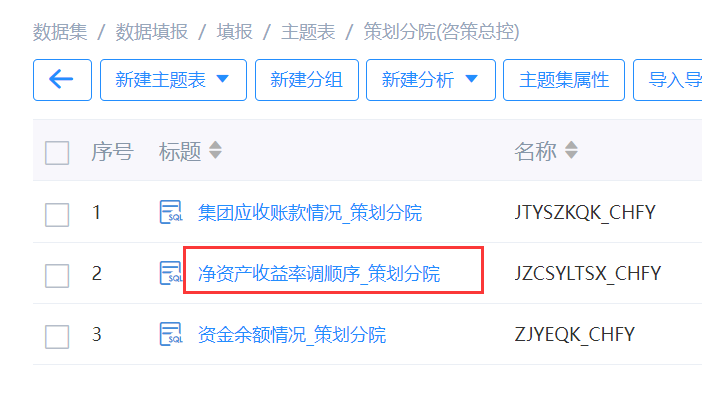 数据集 / 数据填报 / 填报 / 主题表 / 策划分院(咨策总控)
新建主题表 新建分组 新建分析 主题集属性 导入导
序号 标题 名称
1 SQL 集团应收账款情况_策划分院 JTYSZKQK_CHFY
2 SQL 净资产收益率调顺序_策划分院 JZCSYLTSX_CHFY
3 SQL 资金余额情况_策划分院 ZJYEQK_CHFY